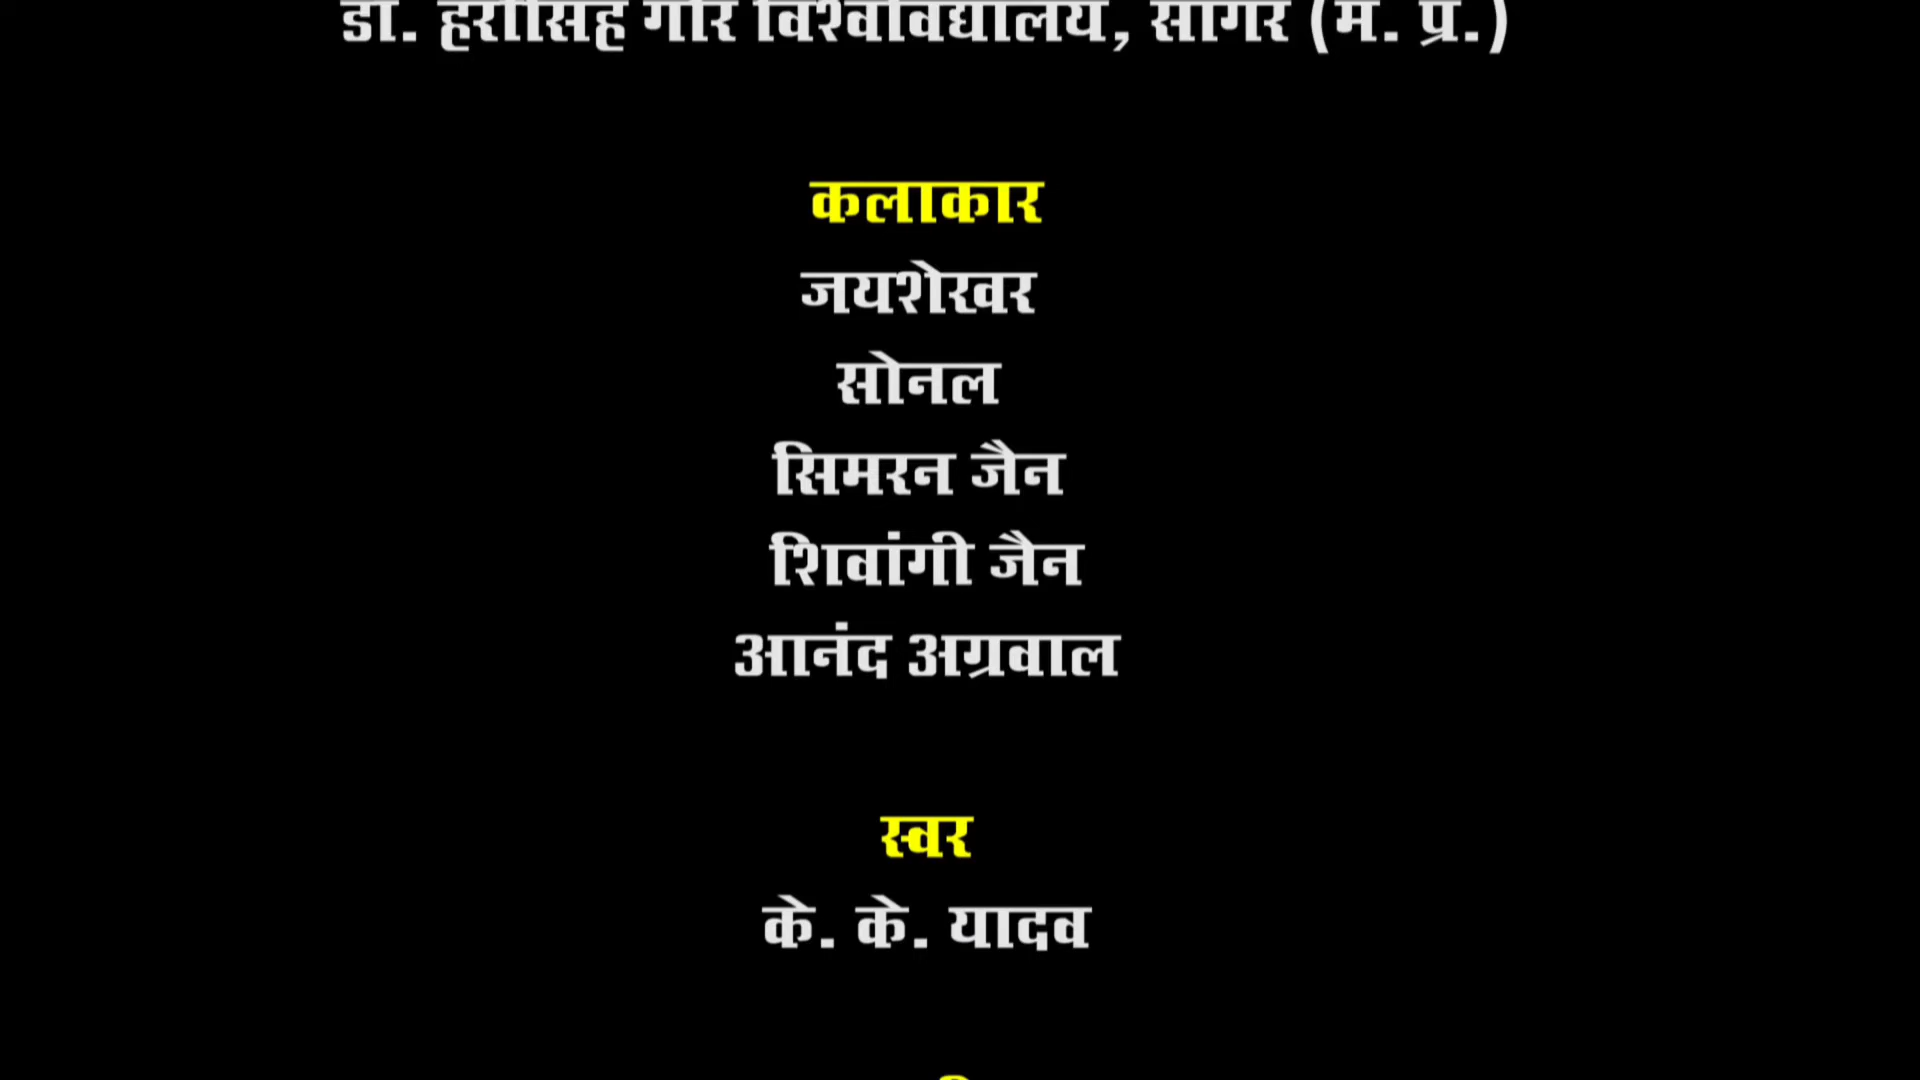 डा. हरीसिंह गौर विश्वविद्यालय, सागर (म. प्र.)
कलाकार
जयशेखर
सोनल
सिमरन जैन
शिवांगी जैन
आनंद अग्रवाल
स्वर
के. के. यादव